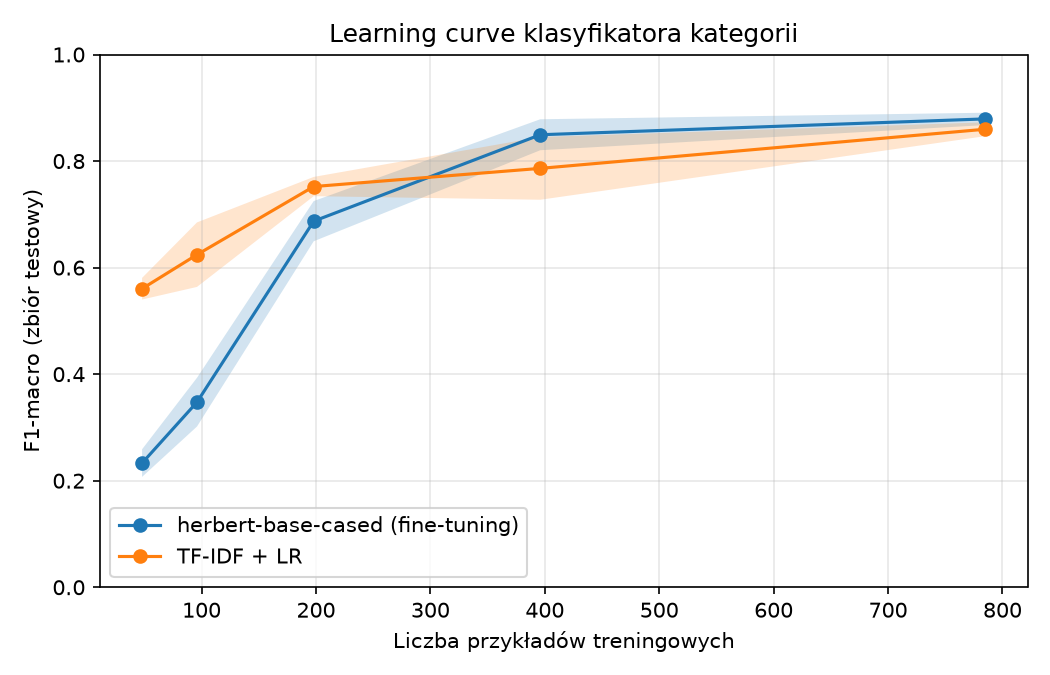 Learning curve klasyfikatora kategorii
F1-macro (zbiór testowy)
1.0
0.8
0.6
0.4
0.2
0.0
herbert-base-cased (fine-tuning)
TF-IDF + LR
100 200 300 400 500 600 700 800
Liczba przykładów treningowych